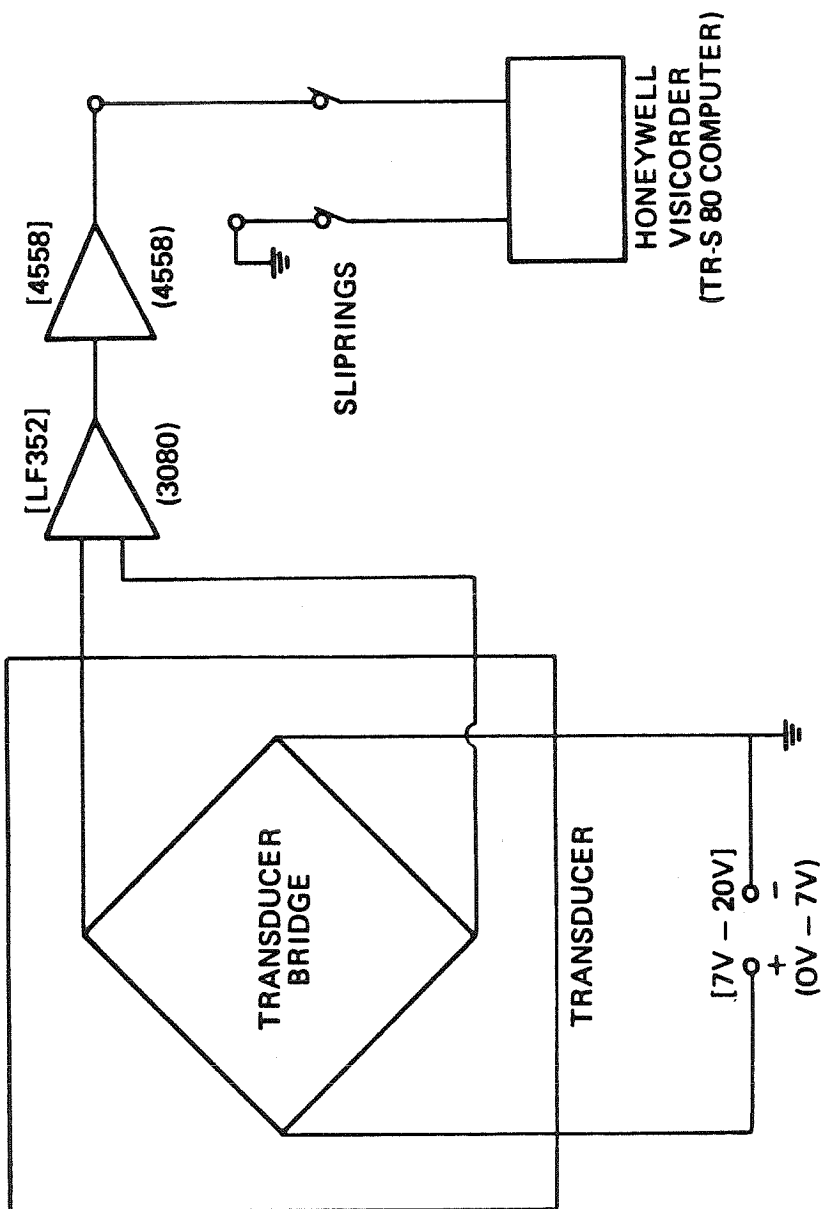 [LF352]
(3080)
[4558]
(4558)
TRANSDUCER
BRIDGE
TRANSDUCER
[7V – 20V]
+ –
(0V – 7V)
SLIPRINGS
HONEYWELL
VISICORDER
(TR-S 80 COMPUTER)